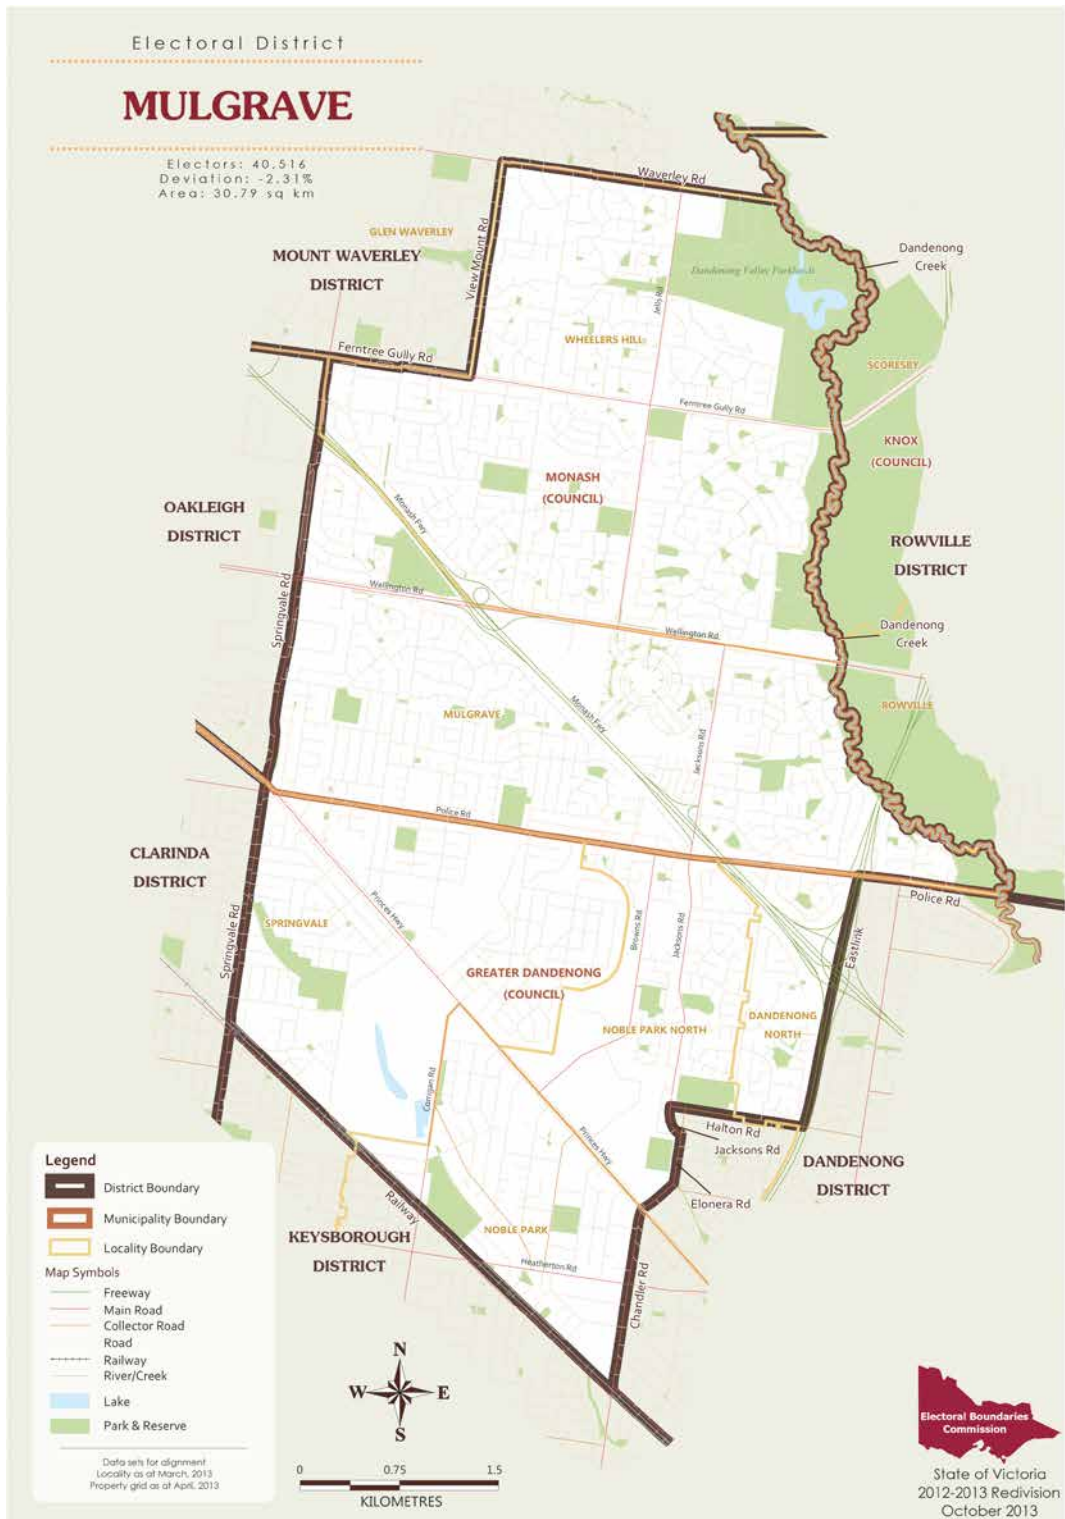 Electoral District
MULGRAVE
Electors: 40,516
Deviation: -2.31%
Area: 30.79 sq km
Waverley Rd
GLEN WAVERLEY
View Mount Rd
MOUNT WAVERLEY
DISTRICT
Dandenong
Creek
Dandenong Valley Parklands
Jells Rd
WHEELERS HILL
Ferntree Gully Rd
SCORESBY
Ferntree Gully Rd
KNOX
(COUNCIL)
MONASH
(COUNCIL)
OAKLEIGH
DISTRICT
Monash Fwy
ROWVILLE
DISTRICT
Springvale Rd
Wellington Rd
Wellington Rd
Dandenong
Creek
MULGRAVE
Monash Fwy
ROWVILLE
Jacksons Rd
Police Rd
CLARINDA
DISTRICT
Police Rd
Princes Hwy
SPRINGVALE
Springvale Rd
Browns Rd
Jacksons Rd
Eastlink
GREATER DANDENONG
(COUNCIL)
NOBLE PARK NORTH
DANDENONG
NORTH
Corrigan Rd
Halton Rd
Princes Hwy
Jacksons Rd
DANDENONG
DISTRICT
Elonera Rd
Railway
KEYSBOROUGH
DISTRICT
NOBLE PARK
Heatherton Rd
Chandler Rd
Legend
District Boundary
Municipality Boundary
Locality Boundary
Map Symbols
Freeway
Main Road
Collector Road
Road
Railway
River/Creek
Lake
Park & Reserve
Data sets for alignment
Locality as at March, 2013
Property grid as at April, 2013
N
W
E
S
0 0.75 1.5
KILOMETRES
Electoral Boundaries
Commission
State of Victoria
2012-2013 Redivision
October 2013